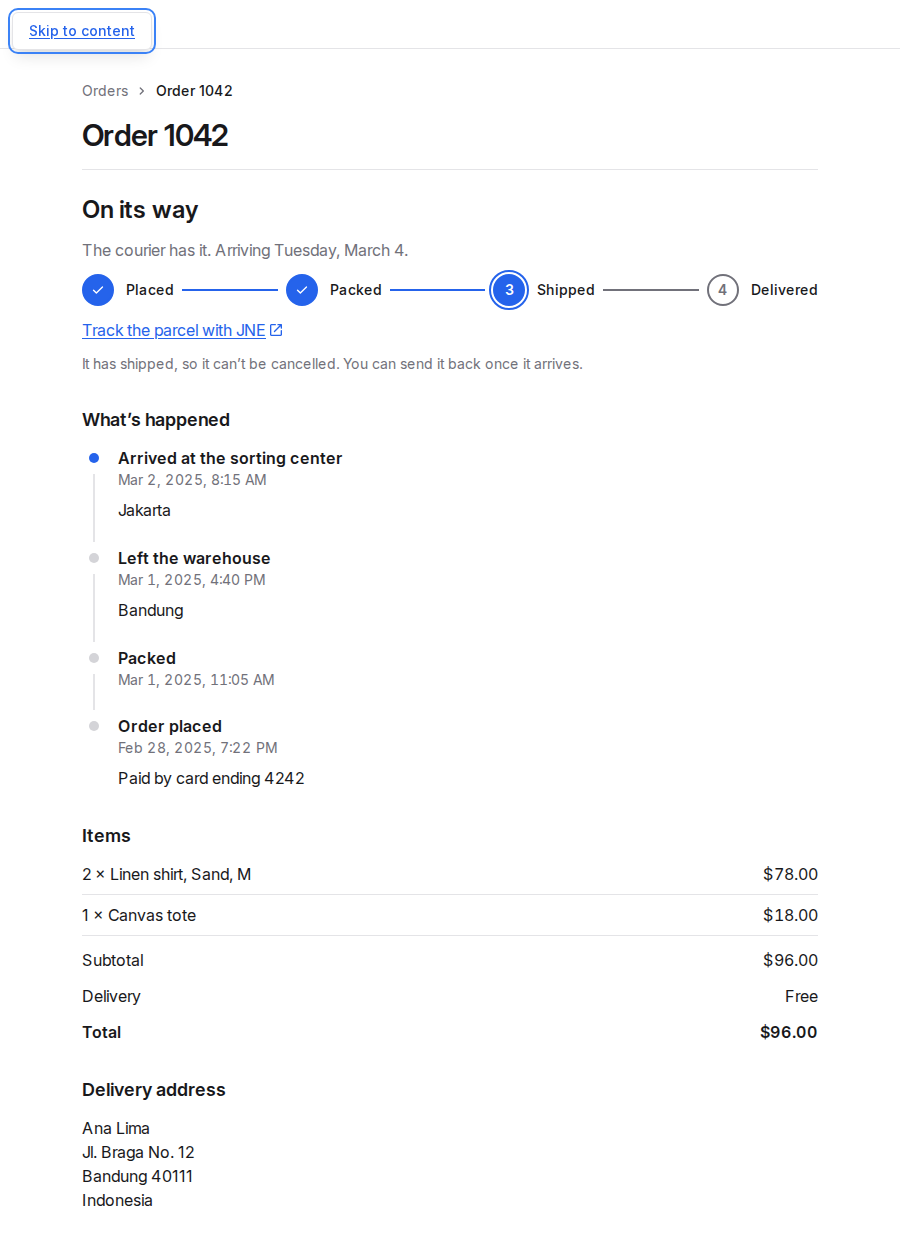 Skip to content
Orders > Order 1042
Order 1042
On its way
The courier has it. Arriving Tuesday, March 4.
Placed Packed 3 Shipped 4 Delivered
Track the parcel with JNE
It has shipped, so it can’t be cancelled. You can send it back once it arrives.
What’s happened
Arrived at the sorting center
Mar 2, 2025, 8:15 AM
Jakarta
Left the warehouse
Mar 1, 2025, 4:40 PM
Bandung
Packed
Mar 1, 2025, 11:05 AM
Order placed
Feb 28, 2025, 7:22 PM
Paid by card ending 4242
Items
2 × Linen shirt, Sand, M $78.00
1 × Canvas tote $18.00
Subtotal $96.00
Delivery Free
Total $96.00
Delivery address
Ana Lima
Jl. Braga No. 12
Bandung 40111
Indonesia